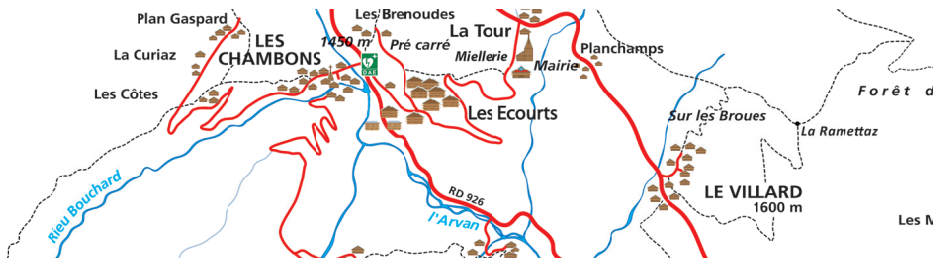 Plan Gaspard
Les Brenoudes
La Tour
LES
CHAMBONS
1450 m
Pré carré
La Curiaz
Miellerie
Mairie
Planchamps
DAE
Les Côtes
Forêt d
Les Ecourts
Sur les Broues
La Ramettaz
Rieu Bouchard
RD 926
LE VILLARD
1600 m
l'Arvan
Les M